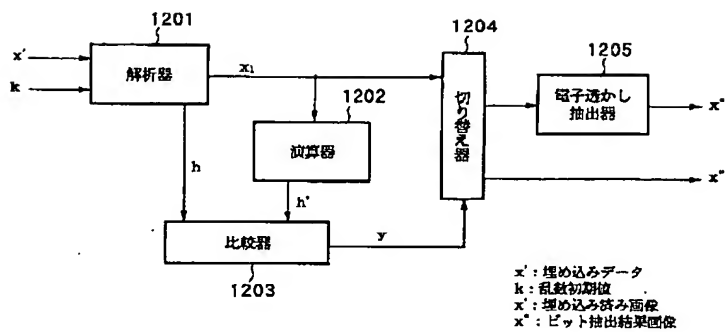 1201
1204
1205
x'
k
解析器
x₁
1202
切り替え器
電子透かし
抽出器
x"
演算器
h
h'
x"
比較器
y
1203
x' : 埋め込みデータ
k : 乱数初期値
x' : 埋め込み済み画像
x" : ビット抽出結果画像